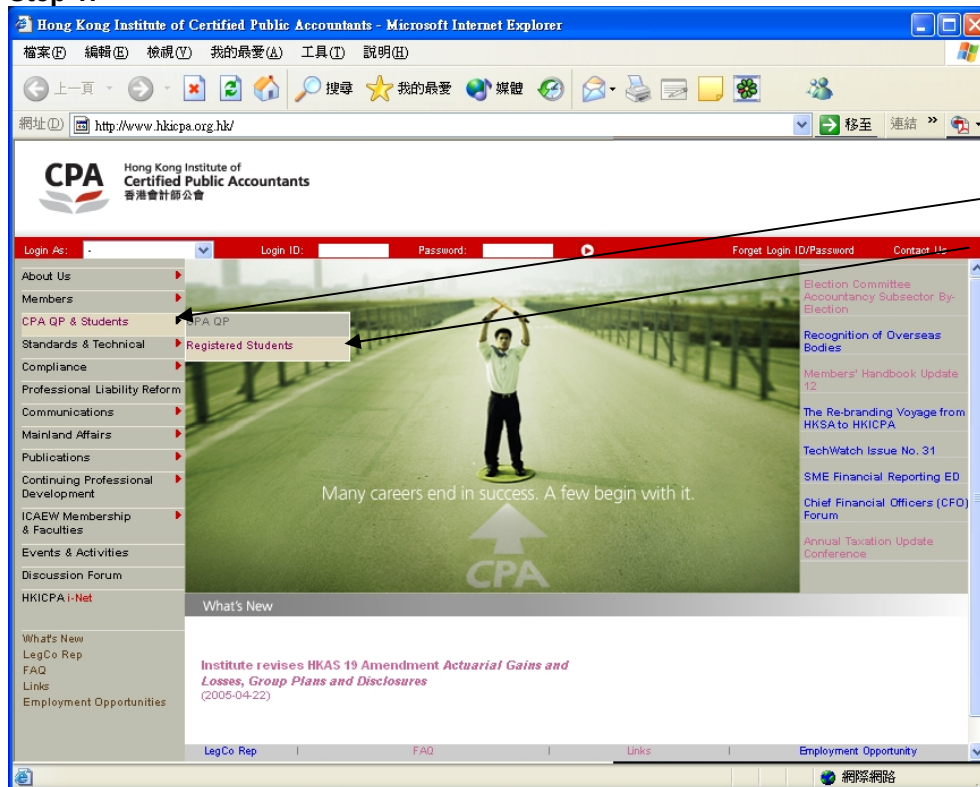 Hong Kong Institute of Certified Public Accountants - Microsoft Internet Explorer
檔案(F) 編輯(E) 檢視(V) 我的最愛(A) 工具(T) 說明(H)
上一頁 搜尋 我的最愛 媒體
網址(D) http://www.hkicpa.org.hk/ 移至 連結 »
CPA
Hong Kong Institute of
Certified Public Accountants
香港會計師公會
Login As: - Login ID: Password: Forget Login ID/Password Contact Us
About Us
Members
CPA QP & Students
Standards & Technical
Compliance
Professional Liability Reform
Communications
Mainland Affairs
Publications
Continuing Professional
Development
ICAEW Membership
& Faculties
Events & Activities
Discussion Forum
HKICPA i-Net
What's New
LegCo Rep
FAQ
Links
Employment Opportunities
CPA QP
Registered Students
Many careers end in success. A few begin with it.
CPA
Election Committee
Accountancy Subsector By-
Election
Recognition of Overseas
Bodies
Members' Handbook Update
12
The Re-branding Voyage from
HKSA to HKICPA
TechWatch Issue No. 31
SME Financial Reporting ED
Chief Financial Officers (CFO)
Forum
Annual Taxation Update
Conference
What's New
Institute revises HKAS 19 Amendment Actuarial Gains and
Losses, Group Plans and Disclosures
(2005-04-22)
LegCo Rep | FAQ | Links | Employment Opportunity
網際網路